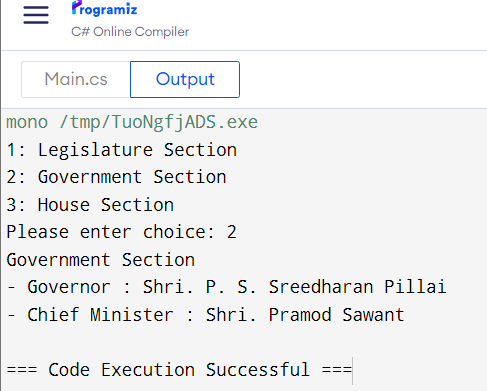 Programiz
C# Online Compiler
Main.cs
Output
mono /tmp/TuoNgfjADS.exe
1: Legislature Section
2: Government Section
3: House Section
Please enter choice: 2
Government Section
- Governor : Shri. P. S. Sreedharan Pillai
- Chief Minister : Shri. Pramod Sawant
=== Code Execution Successful ===